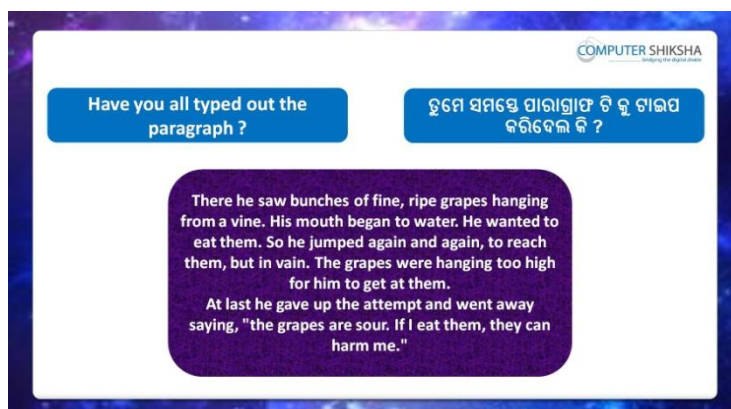 COMPUTER SHIKSHA
bridging the digital divide
Have you all typed out the
paragraph ?
ତୁମେ ସମସ୍ତେ ପାରାଗ୍ରାଫ ଟି କୁ ଟାଇପ
କରିଦେଲ କି ?
There he saw bunches of fine, ripe grapes hanging
from a vine. His mouth began to water. He wanted to
eat them. So he jumped again and again, to reach
them, but in vain. The grapes were hanging too high
for him to get at them.
At last he gave up the attempt and went away
saying, "the grapes are sour. If I eat them, they can
harm me."